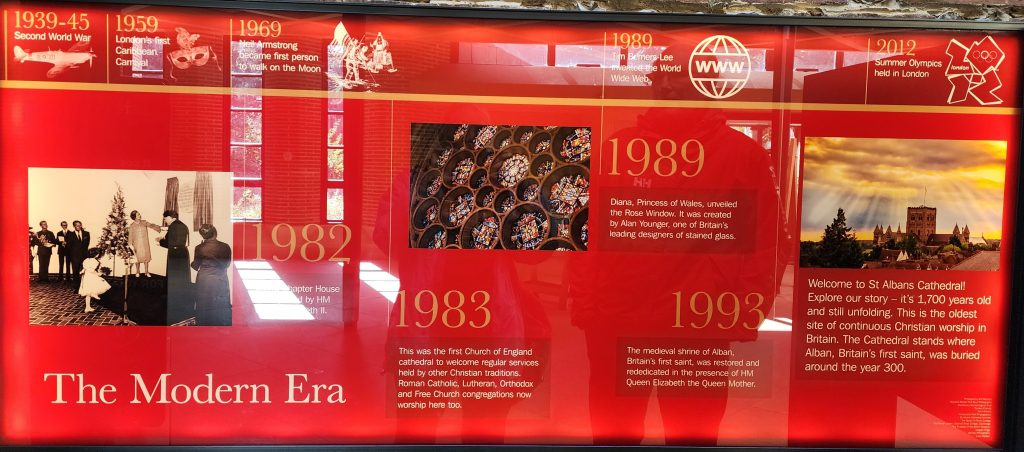 1939-45
Second World War
1959
London's first
Caribbean
Carnival
1969
Neil Armstrong
became first person
to walk on the Moon
1989
Tim Berners-Lee
invented the World
Wide Web
WWW
2012
Summer Olympics
held in London
london
1982
Chapter House
by HM
II.
1983
This was the first Church of England
cathedral to welcome regular services
held by other Christian traditions.
Roman Catholic, Lutheran, Orthodox
and Free Church congregations now
worship here too.
1989
Diana, Princess of Wales, unveiled
the Rose Window. It was created
by Alan Younger, one of Britain's
leading designers of stained glass.
1993
The medieval shrine of Alban,
Britain's first saint, was restored and
rededicated in the presence of HM
Queen Elizabeth the Queen Mother.
Welcome to St Albans Cathedral!
Explore our story – it's 1,700 years old
and still unfolding. This is the oldest
site of continuous Christian worship in
Britain. The Cathedral stands where
Alban, Britain's first saint, was buried
around the year 300.
The Modern Era